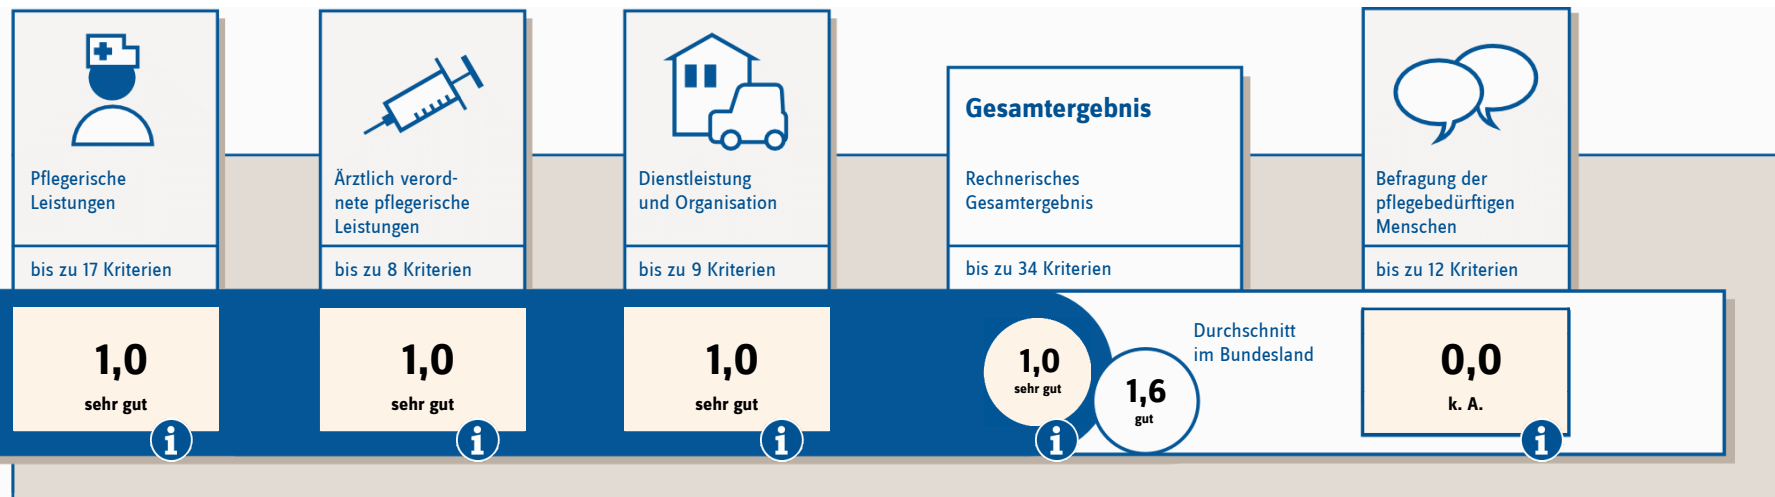 Pflegerische
Leistungen
bis zu 17 Kriterien
1,0
sehr gut
i
Ärztlich verord-
nete pflegerische
Leistungen
bis zu 8 Kriterien
1,0
sehr gut
i
Dienstleistung
und Organisation
bis zu 9 Kriterien
1,0
sehr gut
i
Gesamtergebnis
Rechnerisches
Gesamtergebnis
bis zu 34 Kriterien
1,0
sehr gut
i
1,6
gut
Durchschnitt
im Bundesland
Befragung der
pflegebedürftigen
Menschen
bis zu 12 Kriterien
0,0
k. A.
i